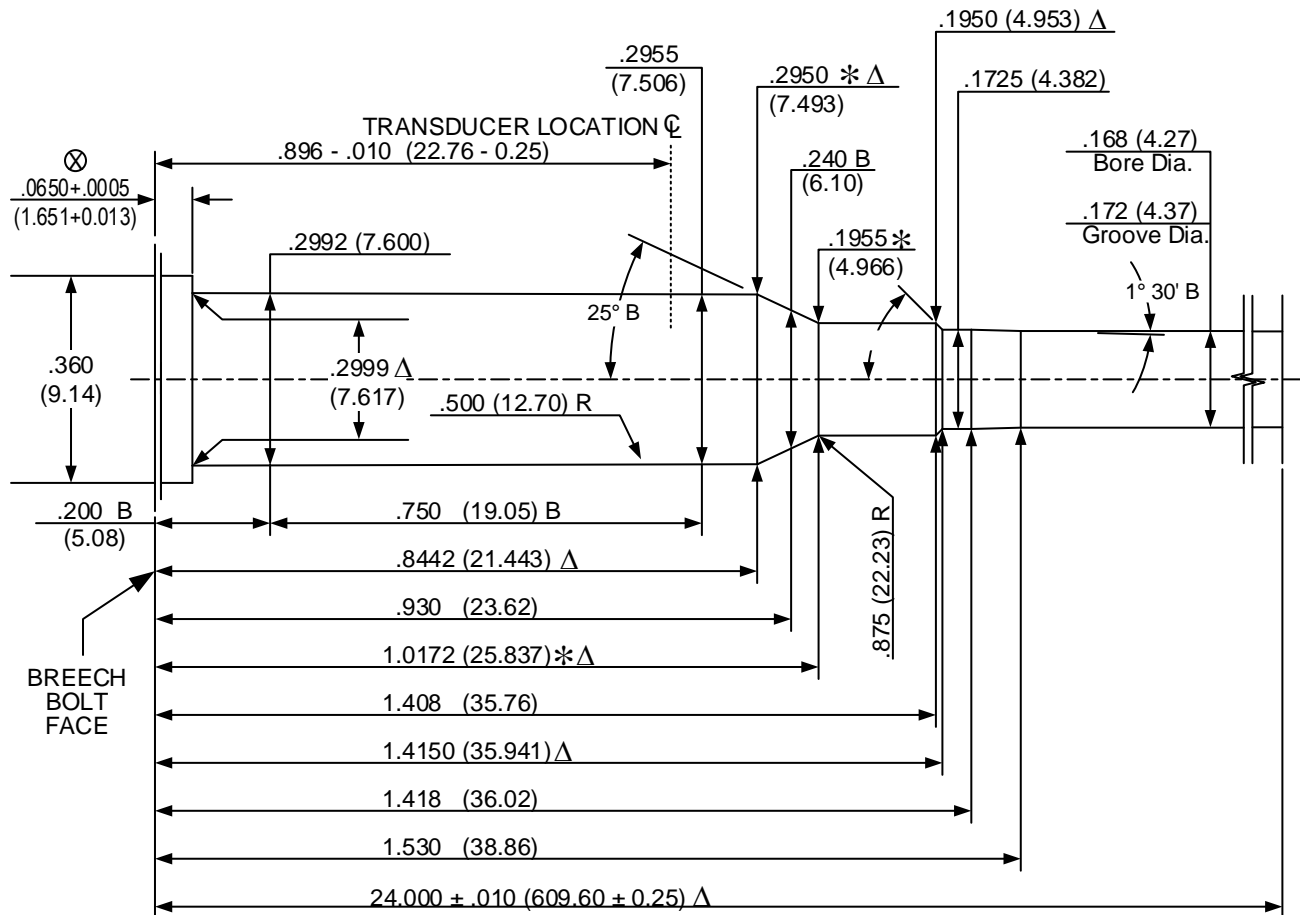 .1950 (4.953) Δ
.2955
(7.506)
.2950 ✻ Δ
(7.493)
.1725 (4.382)
TRANSDUCER LOCATION ℄
.896 - .010 (22.76 - 0.25)
⊗
.0650+.0005
(1.651+0.013)
.240 B
(6.10)
.168 (4.27)
Bore Dia.
.172 (4.37)
Groove Dia.
.2992 (7.600)
.1955✻
(4.966)
25° B
1° 30' B
.360
(9.14)
.2999 Δ
(7.617)
.500 (12.70) R
.200 B
(5.08)
.750 (19.05) B
.875 (22.23) R
.8442 (21.443) Δ
.930 (23.62)
1.0172 (25.837)✻Δ
BREECH
BOLT
FACE
1.408 (35.76)
1.4150 (35.941) Δ
1.418 (36.02)
1.530 (38.86)
24.000 ± .010 (609.60 ± 0.25) Δ